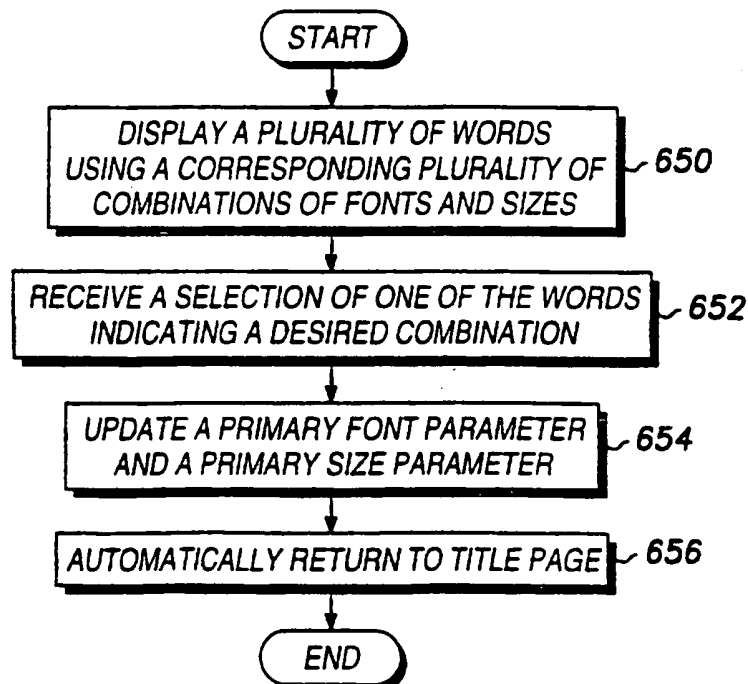 START
DISPLAY A PLURALITY OF WORDS
USING A CORRESPONDING PLURALITY OF
COMBINATIONS OF FONTS AND SIZES
650
RECEIVE A SELECTION OF ONE OF THE WORDS
INDICATING A DESIRED COMBINATION
652
UPDATE A PRIMARY FONT PARAMETER
AND A PRIMARY SIZE PARAMETER
654
AUTOMATICALLY RETURN TO TITLE PAGE
656
END